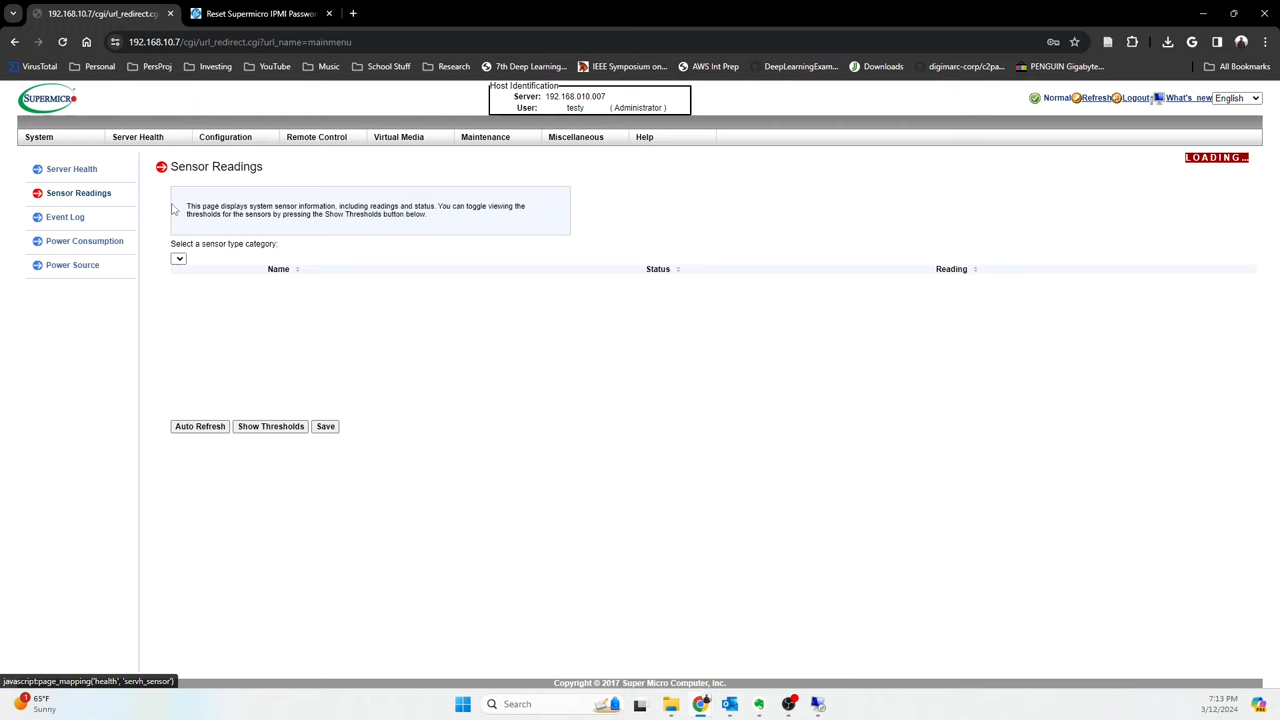 192.168.10.7/cgi/url_redirect.cg
Reset Supermicro IPMI Passwo
192.168.10.7/cgi/url_redirect.cgi?url_name=mainmenu
VirusTotal
Personal
PersProj
Investing
YouTube
Music
School Stuff
Research
7th Deep Learning...
IEEE Symposium on...
AWS Int Prep
DeepLearningExam...
Downloads
digimarc-corp/c2pa...
PENGUIN Gigabyte...
All Bookmarks
SUPERMICR
Host Identification
Server: 192.168.010.007
User: testy ( Administrator )
Normal
Refresh
Logout
What's new
English
System
Server Health
Configuration
Remote Control
Virtual Media
Maintenance
Miscellaneous
Help
Server Health
Sensor Readings
Event Log
Power Consumption
Power Source
Sensor Readings
LOADING...
This page displays system sensor information, including readings and status. You can toggle viewing the
thresholds for the sensors by pressing the Show Thresholds button below.
Select a sensor type category:
Name
Status
Reading
Auto Refresh
Show Thresholds
Save
javascript:page_mapping('health', 'servh_sensor')
Copyright © 2017 Super Micro Computer, Inc.
1
65°F
Sunny
Search
7:13 PM
3/12/2024